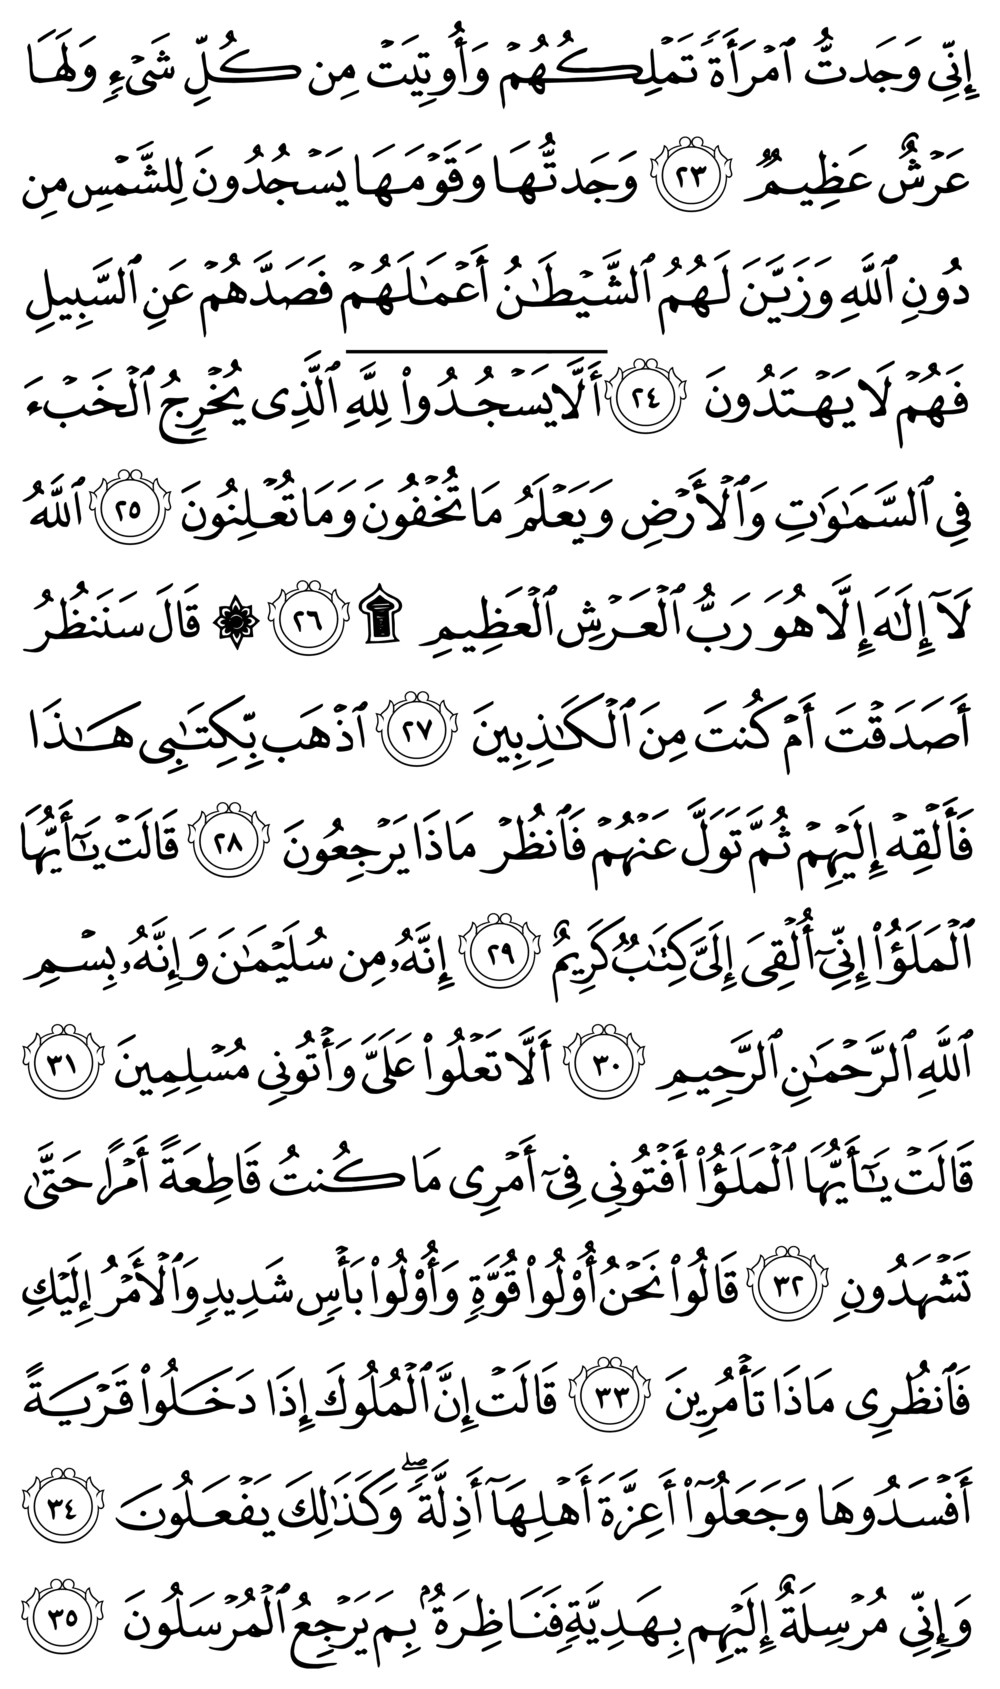 إِنِّي وَجَدتُّ ٱمۡرَأَةٗ تَمۡلِكُهُمۡ وَأُوتِيَتۡ مِن كُلِّ شَيۡءٖ وَلَهَا
عَرۡشٌ عَظِيمٞ ٢٣ وَجَدتُّهَا وَقَوۡمَهَا يَسۡجُدُونَ لِلشَّمۡسِ مِن
دُونِ ٱللَّهِ وَزَيَّنَ لَهُمُ ٱلشَّيۡطَٰنُ أَعۡمَٰلَهُمۡ فَصَدَّهُمۡ عَنِ ٱلسَّبِيلِ
فَهُمۡ لَا يَهۡتَدُونَ ٢٤ أَلَّا يَسۡجُدُواْۤ لِلَّهِ ٱلَّذِي يُخۡرِجُ ٱلۡخَبۡءَ
فِي ٱلسَّمَٰوَٰتِ وَٱلۡأَرۡضِ وَيَعۡلَمُ مَا تُخۡفُونَ وَمَا تُعۡلِنُونَ ٢٥ ٱللَّهُ
لَآ إِلَٰهَ إِلَّا هُوَ رَبُّ ٱلۡعَرۡشِ ٱلۡعَظِيمِ ۩ ٢٦ ۞ قَالَ سَنَنظُرُ
أَصَدَقۡتَ أَمۡ كُنتَ مِنَ ٱلۡكَٰذِبِينَ ٢٧ ٱذۡهَب بِّكِتَٰبِي هَٰذَا
فَأَلۡقِهۡ إِلَيۡهِمۡ ثُمَّ تَوَلَّ عَنۡهُمۡ فَٱنظُرۡ مَاذَا يَرۡجِعُونَ ٢٨ قَالَتۡ يَٰٓأَيُّهَا
ٱلۡمَلَؤُاْ إِنِّيٓ أُلۡقِيَ إِلَيَّ كِتَٰبٞ كَرِيمٌ ٢٩ إِنَّهُۥ مِن سُلَيۡمَٰنَ وَإِنَّهُۥ بِسۡمِ
ٱللَّهِ ٱلرَّحۡمَٰنِ ٱلرَّحِيمِ ٣٠ أَلَّا تَعۡلُواْ عَلَيَّ وَأۡتُونِي مُسۡلِمِينَ ٣١
قَالَتۡ يَٰٓأَيُّهَا ٱلۡمَلَؤُاْ أَفۡتُونِي فِيٓ أَمۡرِي مَا كُنتُ قَاطِعَةً أَمۡرًا حَتَّىٰ
تَشۡهَدُونِ ٣٢ قَالُواْ نَحۡنُ أُوْلُواْ قُوَّةٖ وَأُوْلُواْ بَأۡسٖ شَدِيدٖ وَٱلۡأَمۡرُ إِلَيۡكِ
فَٱنظُرِي مَاذَا تَأۡمُرِينَ ٣٣ قَالَتۡ إِنَّ ٱلۡمُلُوكَ إِذَا دَخَلُواْ قَرۡيَةً
أَفۡسَدُوهَا وَجَعَلُوٓاْ أَعِزَّةَ أَهۡلِهَآ أَذِلَّةٗۖ وَكَذَٰلِكَ يَفۡعَلُونَ ٣٤
وَإِنِّي مُرۡسِلَةٌ إِلَيۡهِم بِهَدِيَّةٖ فَنَاظِرَةُۢ بِمَ يَرۡجِعُ ٱلۡمُرۡسَلُونَ ٣٥